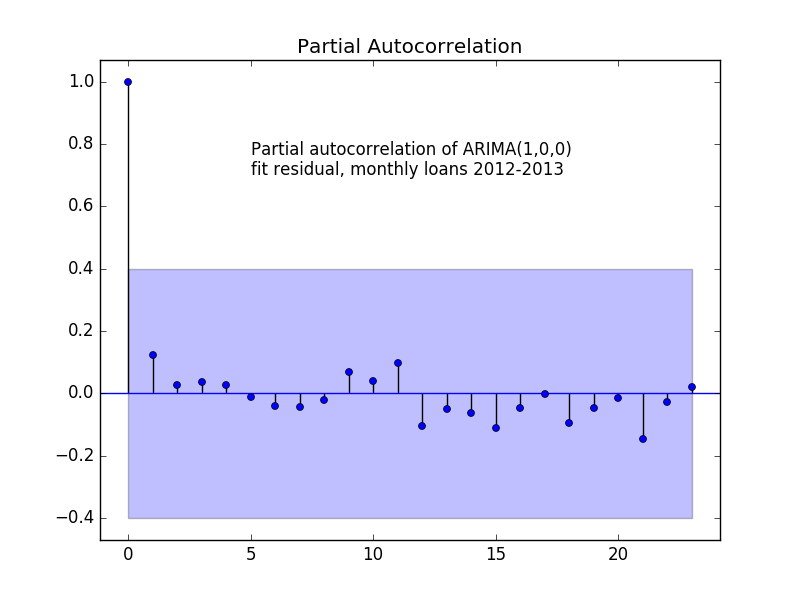 Partial Autocorrelation
1.0
0.8
Partial autocorrelation of ARIMA(1,0,0)
fit residual, monthly loans 2012-2013
0.6
0.4
0.2
0.0
−0.2
−0.4
0 5 10 15 20